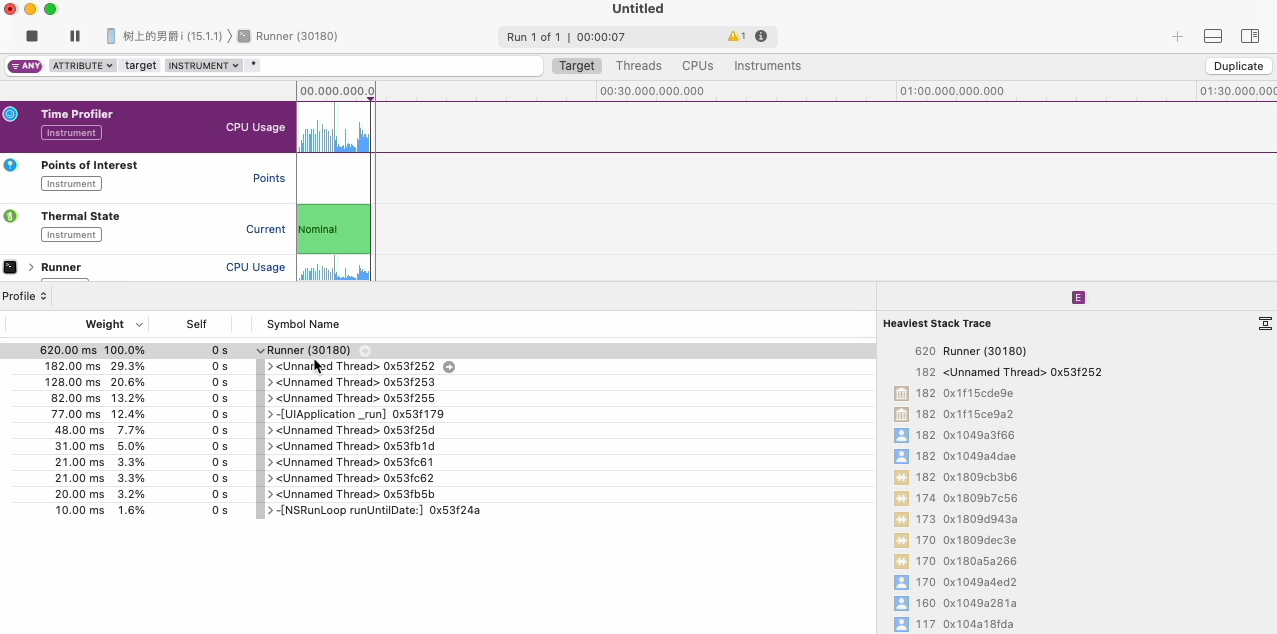 Untitled
树上的男爵i (15.1.1) 〉 Runner (30180)
Run 1 of 1 | 00:00:07
1
ANY ATTRIBUTE target INSTRUMENT *
Target Threads CPUs Instruments
Duplicate
00.000.000.0 00:30.000.000.000 01:00.000.000.000 01:30.000.000
Time Profiler
Instrument
CPU Usage
Points of Interest
Instrument
Points
Thermal State
Instrument
Current
Nominal
Runner
CPU Usage
Profile
E
Weight Self Symbol Name
620.00 ms 100.0% 0 s Runner (30180)
182.00 ms 29.3% 0 s <Unnamed Thread> 0x53f252
128.00 ms 20.6% 0 s <Unnamed Thread> 0x53f253
82.00 ms 13.2% 0 s <Unnamed Thread> 0x53f255
77.00 ms 12.4% 0 s -[UIApplication _run] 0x53f179
48.00 ms 7.7% 0 s <Unnamed Thread> 0x53f25d
31.00 ms 5.0% 0 s <Unnamed Thread> 0x53fb1d
21.00 ms 3.3% 0 s <Unnamed Thread> 0x53fc61
21.00 ms 3.3% 0 s <Unnamed Thread> 0x53fc62
20.00 ms 3.2% 0 s <Unnamed Thread> 0x53fb5b
10.00 ms 1.6% 0 s -[NSRunLoop runUntilDate:] 0x53f24a
Heaviest Stack Trace
620 Runner (30180)
182 <Unnamed Thread> 0x53f252
182 0x1f15cde9e
182 0x1f15ce9a2
182 0x1049a3f66
182 0x1049a4dae
182 0x1809cb3b6
174 0x1809b7c56
173 0x1809d943a
170 0x1809dec3e
170 0x180a5a266
170 0x1049a4ed2
160 0x1049a281a
117 0x104a18fda